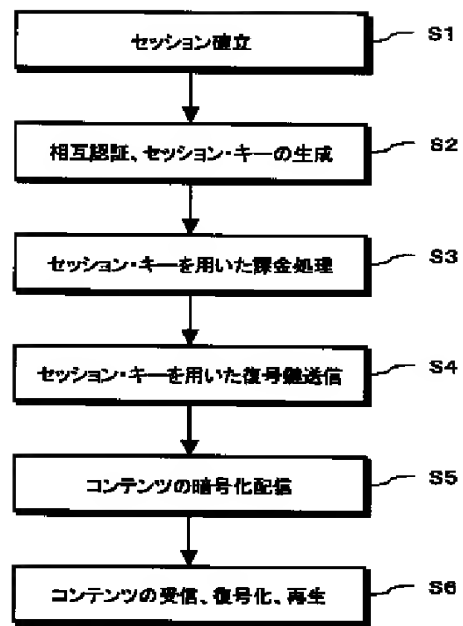 セッション確立
S1
相互認証、セッション・キーの生成
S2
セッション・キーを用いた課金処理
S3
セッション・キーを用いた復号鍵送信
S4
コンテンツの暗号化配信
S5
コンテンツの受信、復号化、再生
S6